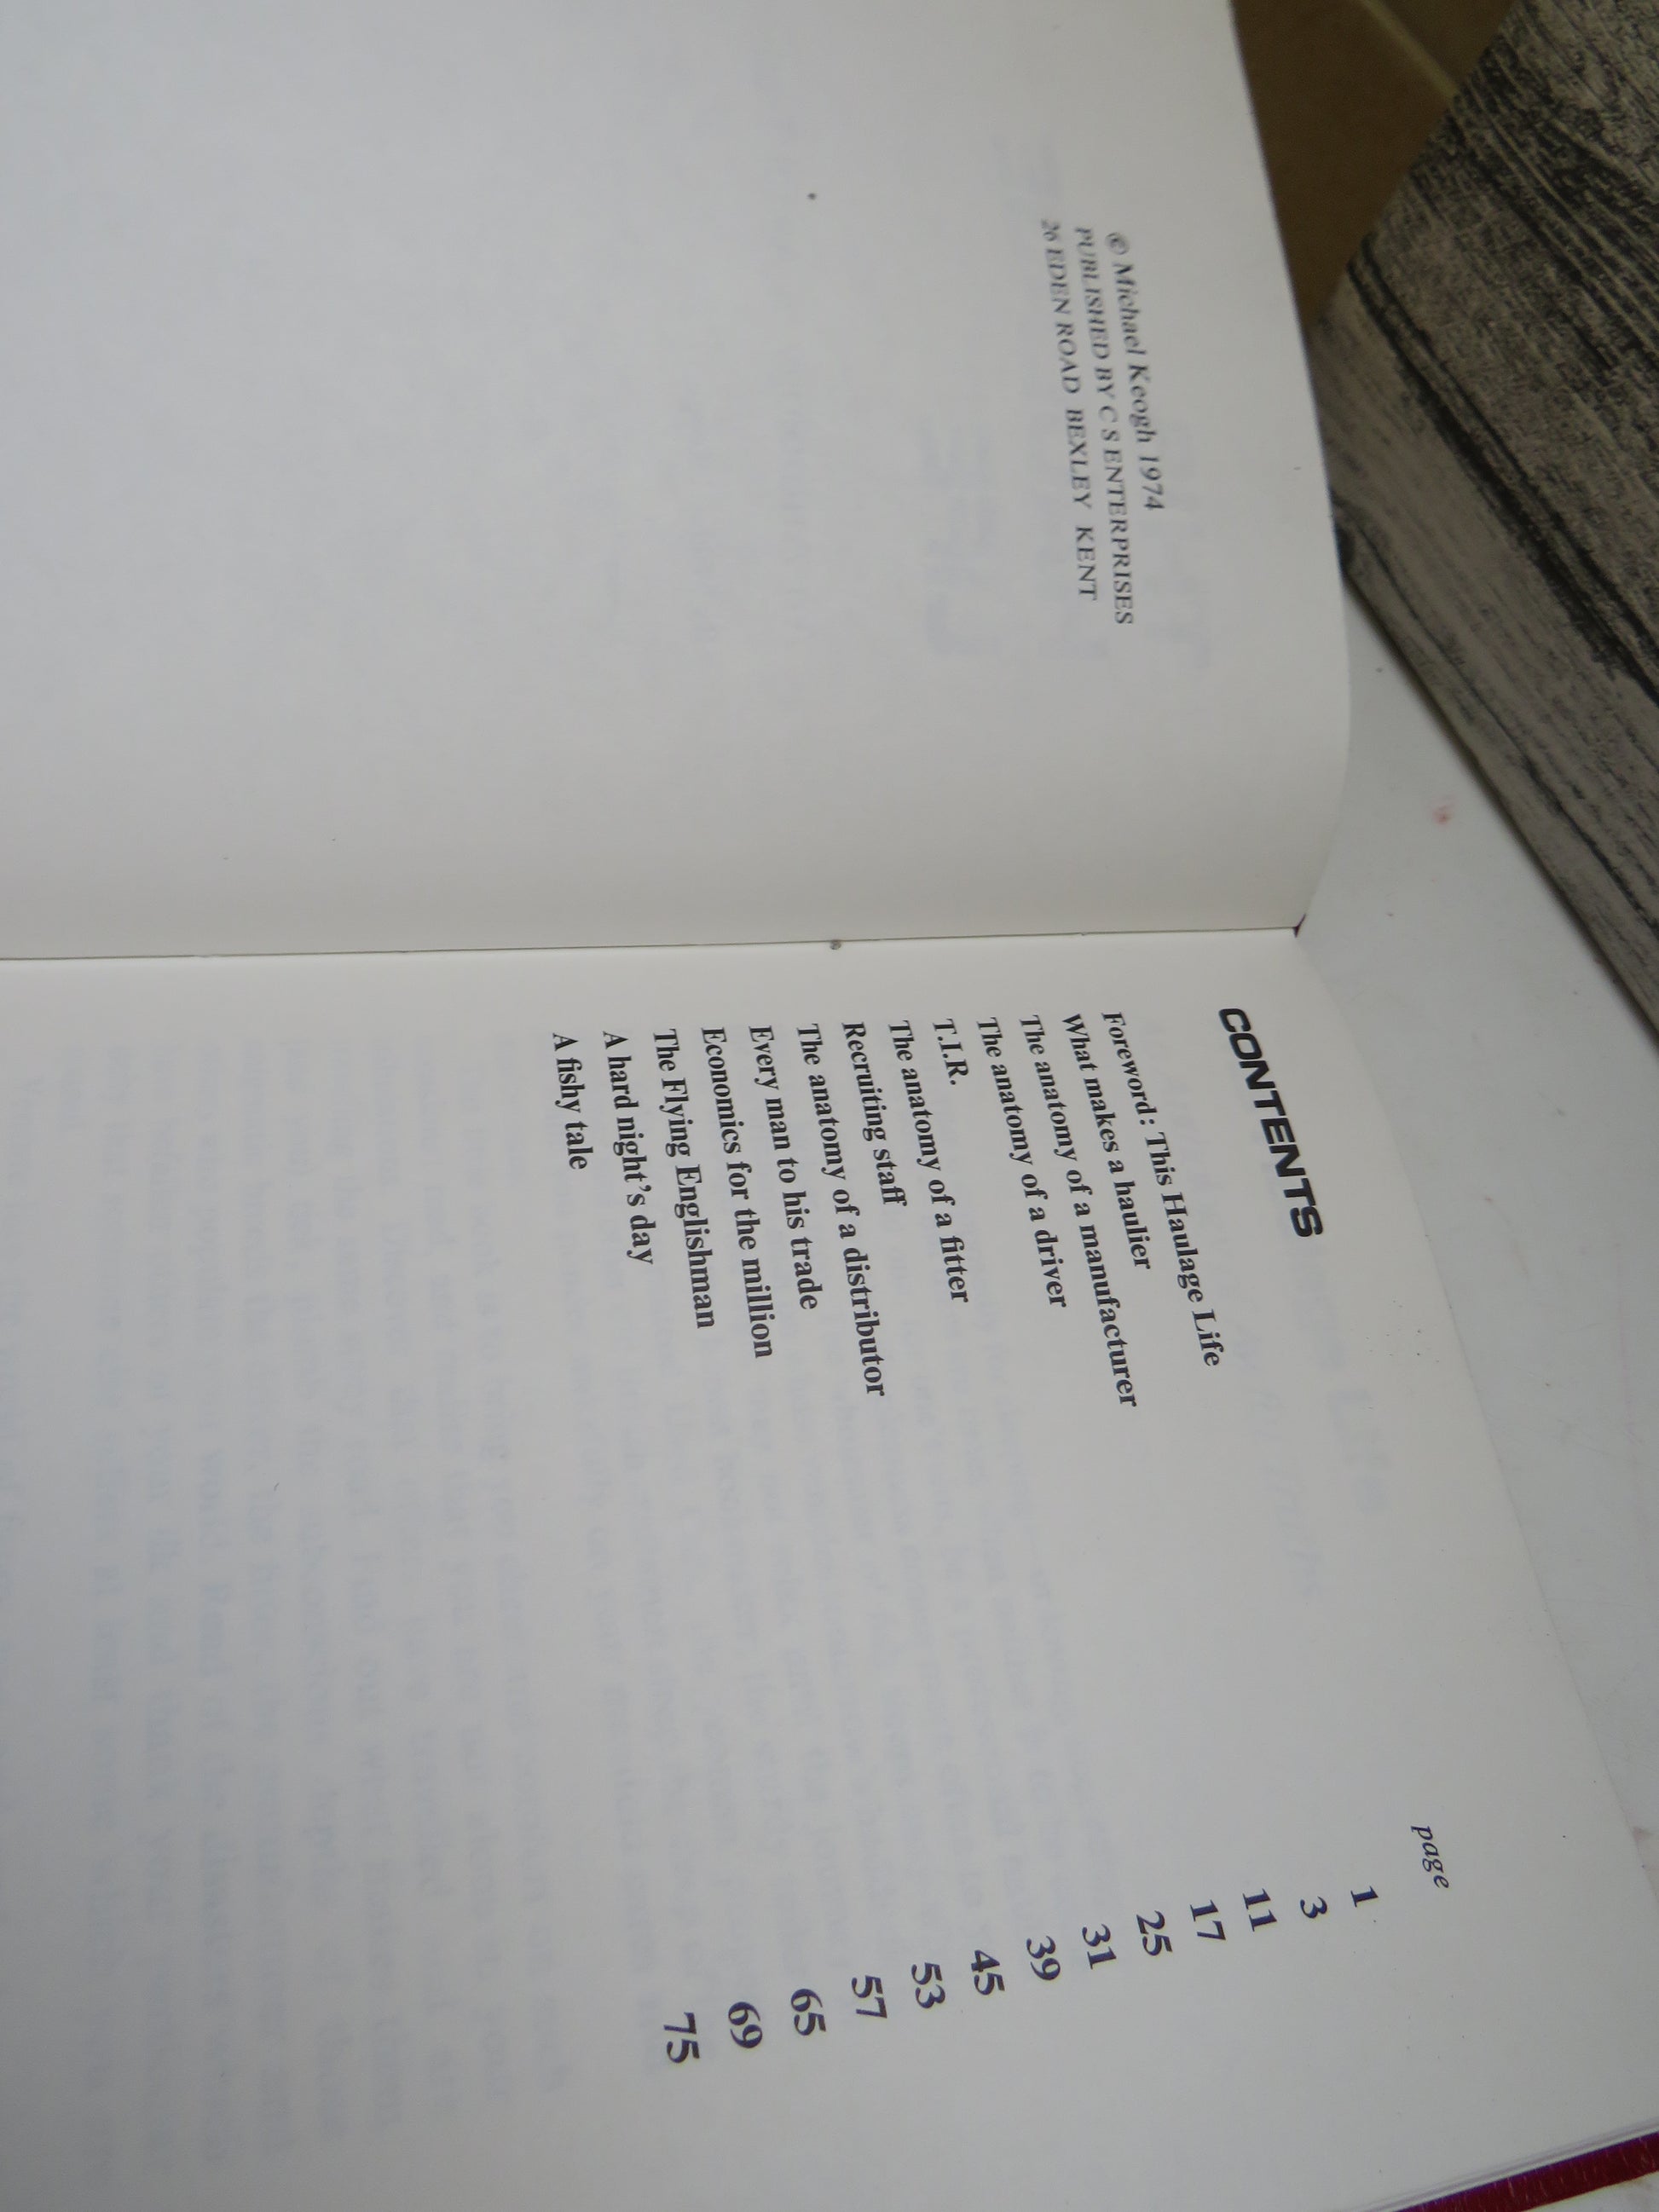 © Michael Keogh 1974
PUBLISHED BY C S ENTERPRISES
26 EDEN ROAD BEXLEY KENT
CONTENTS
page
Foreword: This Haulage Life 1
What makes a haulier 3
The anatomy of a manufacturer 11
The anatomy of a driver 17
T.I.R. 25
The anatomy of a fitter 31
Recruiting staff 39
The anatomy of a distributor 45
Every man to his trade 53
Economics for the million 57
The Flying Englishman 65
A hard night's day 69
A fishy tale 75